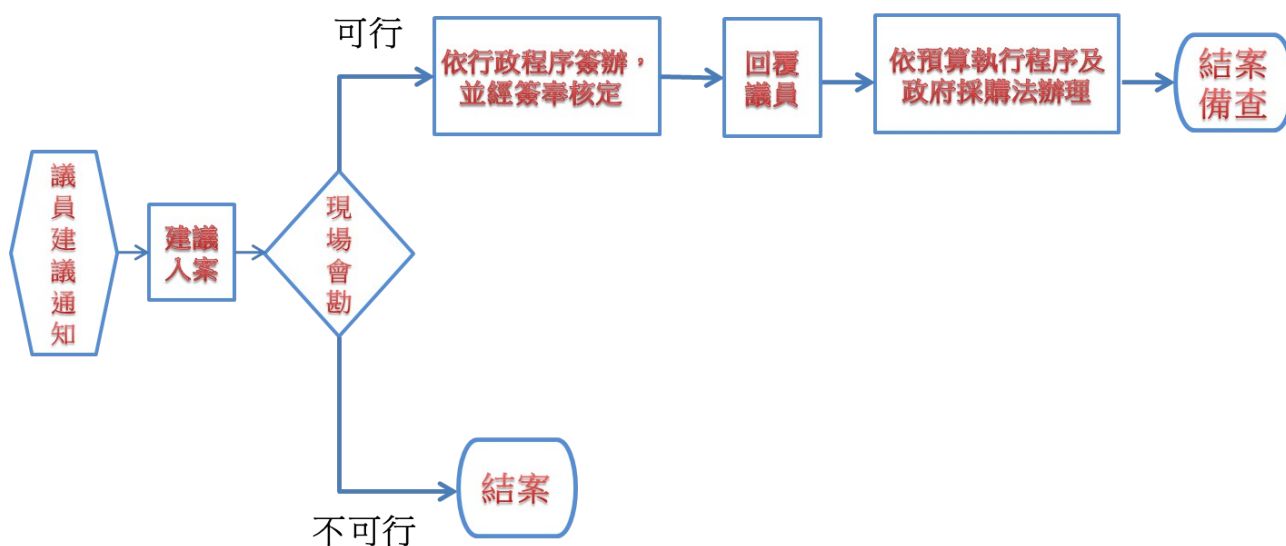 議員建議通知
建議
入案
現場會勘
可行
依行政程序簽辦，
並經簽奉核定
回覆
議員
依預算執行程序及
政府採購法辦理
結案
備查
不可行
結案